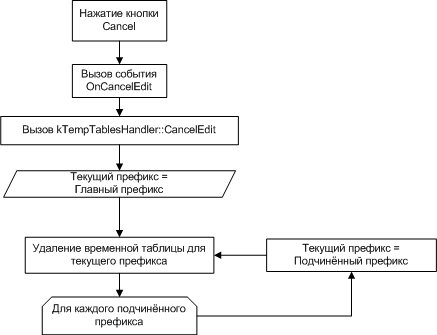 Нажатие кнопки
Cancel
Вызов события
OnCancelEdit
Вызов kTempTablesHandler::CancelEdit
Текущий префикс =
Главный префикс
Удаление временной таблицы для
текущего префикса
Текущий префикс =
Подчинённый префикс
Для каждого подчинённого
префикса